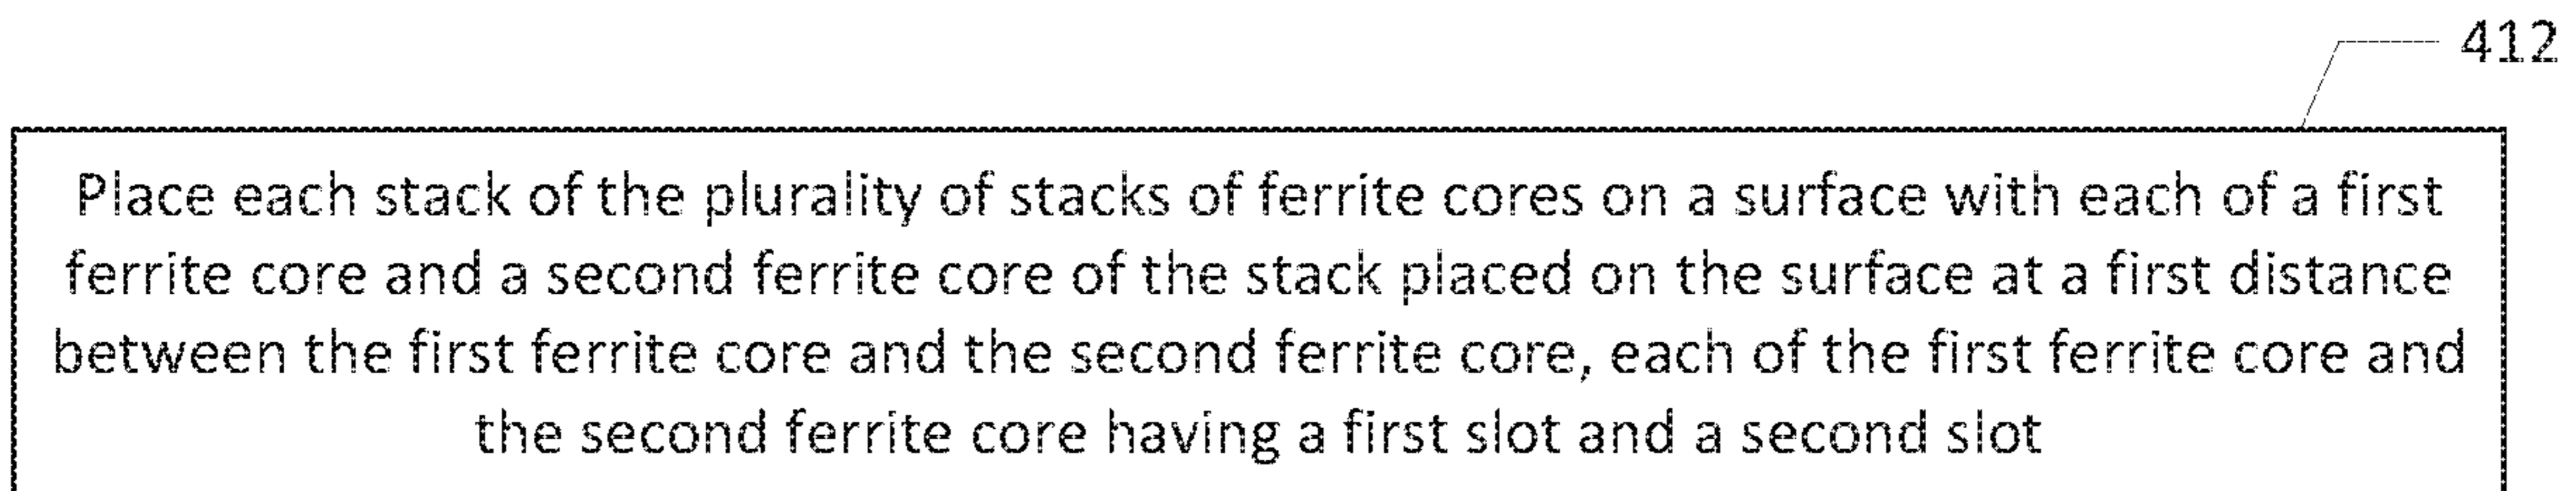 412
Place each stack of the plurality of stacks of ferrite cores on a surface with each of a first
ferrite core and a second ferrite core of the stack placed on the surface at a first distance
between the first ferrite core and the second ferrite core, each of the first ferrite core and
the second ferrite core having a first slot and a second slot